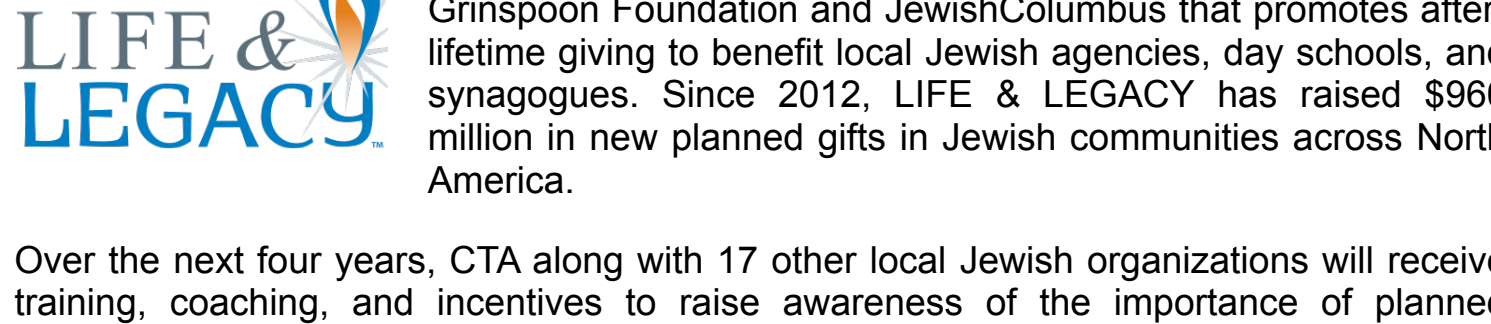 LIFE &
LEGACY™
Grinspoon Foundation and JewishColumbus that promotes after
lifetime giving to benefit local Jewish agencies, day schools, and
synagogues. Since 2012, LIFE & LEGACY has raised $960
million in new planned gifts in Jewish communities across North
America.
Over the next four years, CTA along with 17 other local Jewish organizations will receive
training, coaching, and incentives to raise awareness of the importance of planned